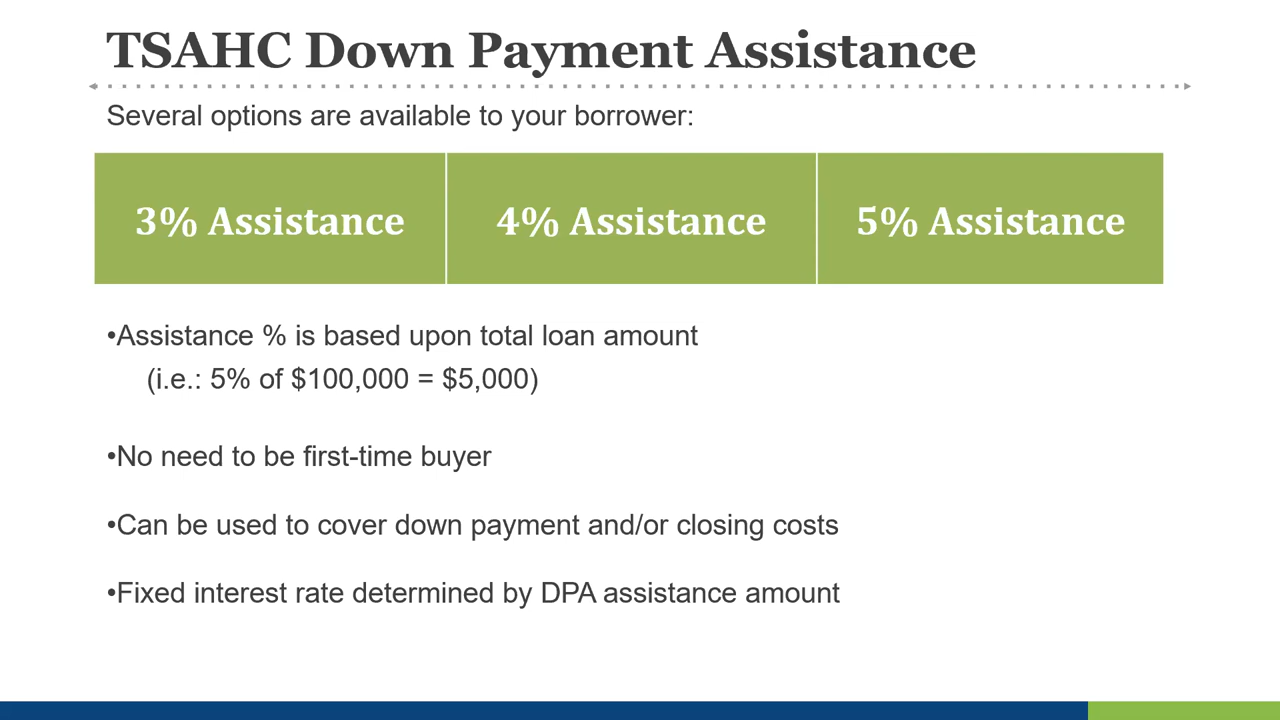 TSAHC Down Payment Assistance
Several options are available to your borrower:
3% Assistance
4% Assistance
5% Assistance
•Assistance % is based upon total loan amount
(i.e.: 5% of $100,000 = $5,000)
•No need to be first-time buyer
•Can be used to cover down payment and/or closing costs
•Fixed interest rate determined by DPA assistance amount